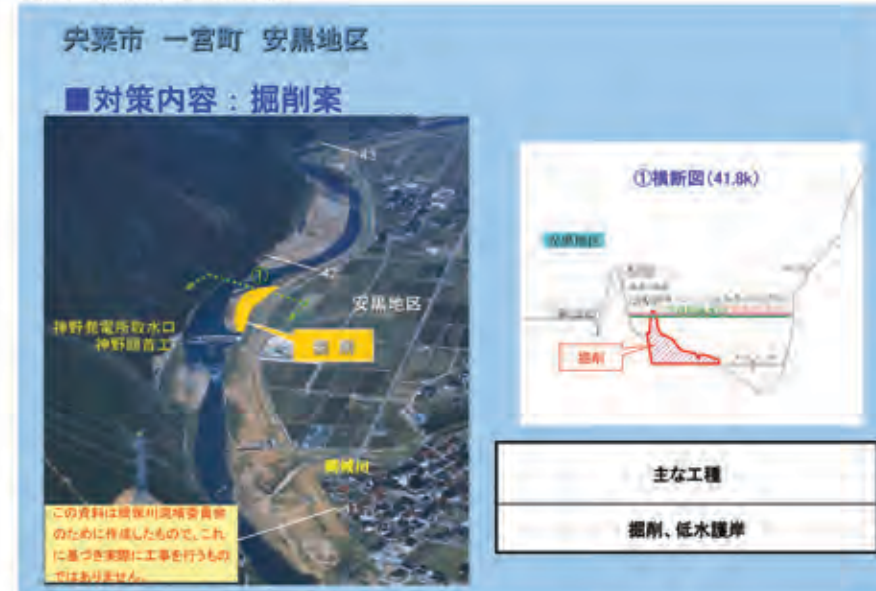 宍粟市 一宮町 安黒地区
■対策内容：掘削案
43
42
(1)
安黒地区
神野発電所取水口
神野頭首工
掘削
この資料は揖保川流域委員会
のために作成したもので、これ
に基づき実際に工事を行うもの
ではありません。
①横断図(41.8k)
安黒地区
掘削
主な工種
掘削、低水護岸